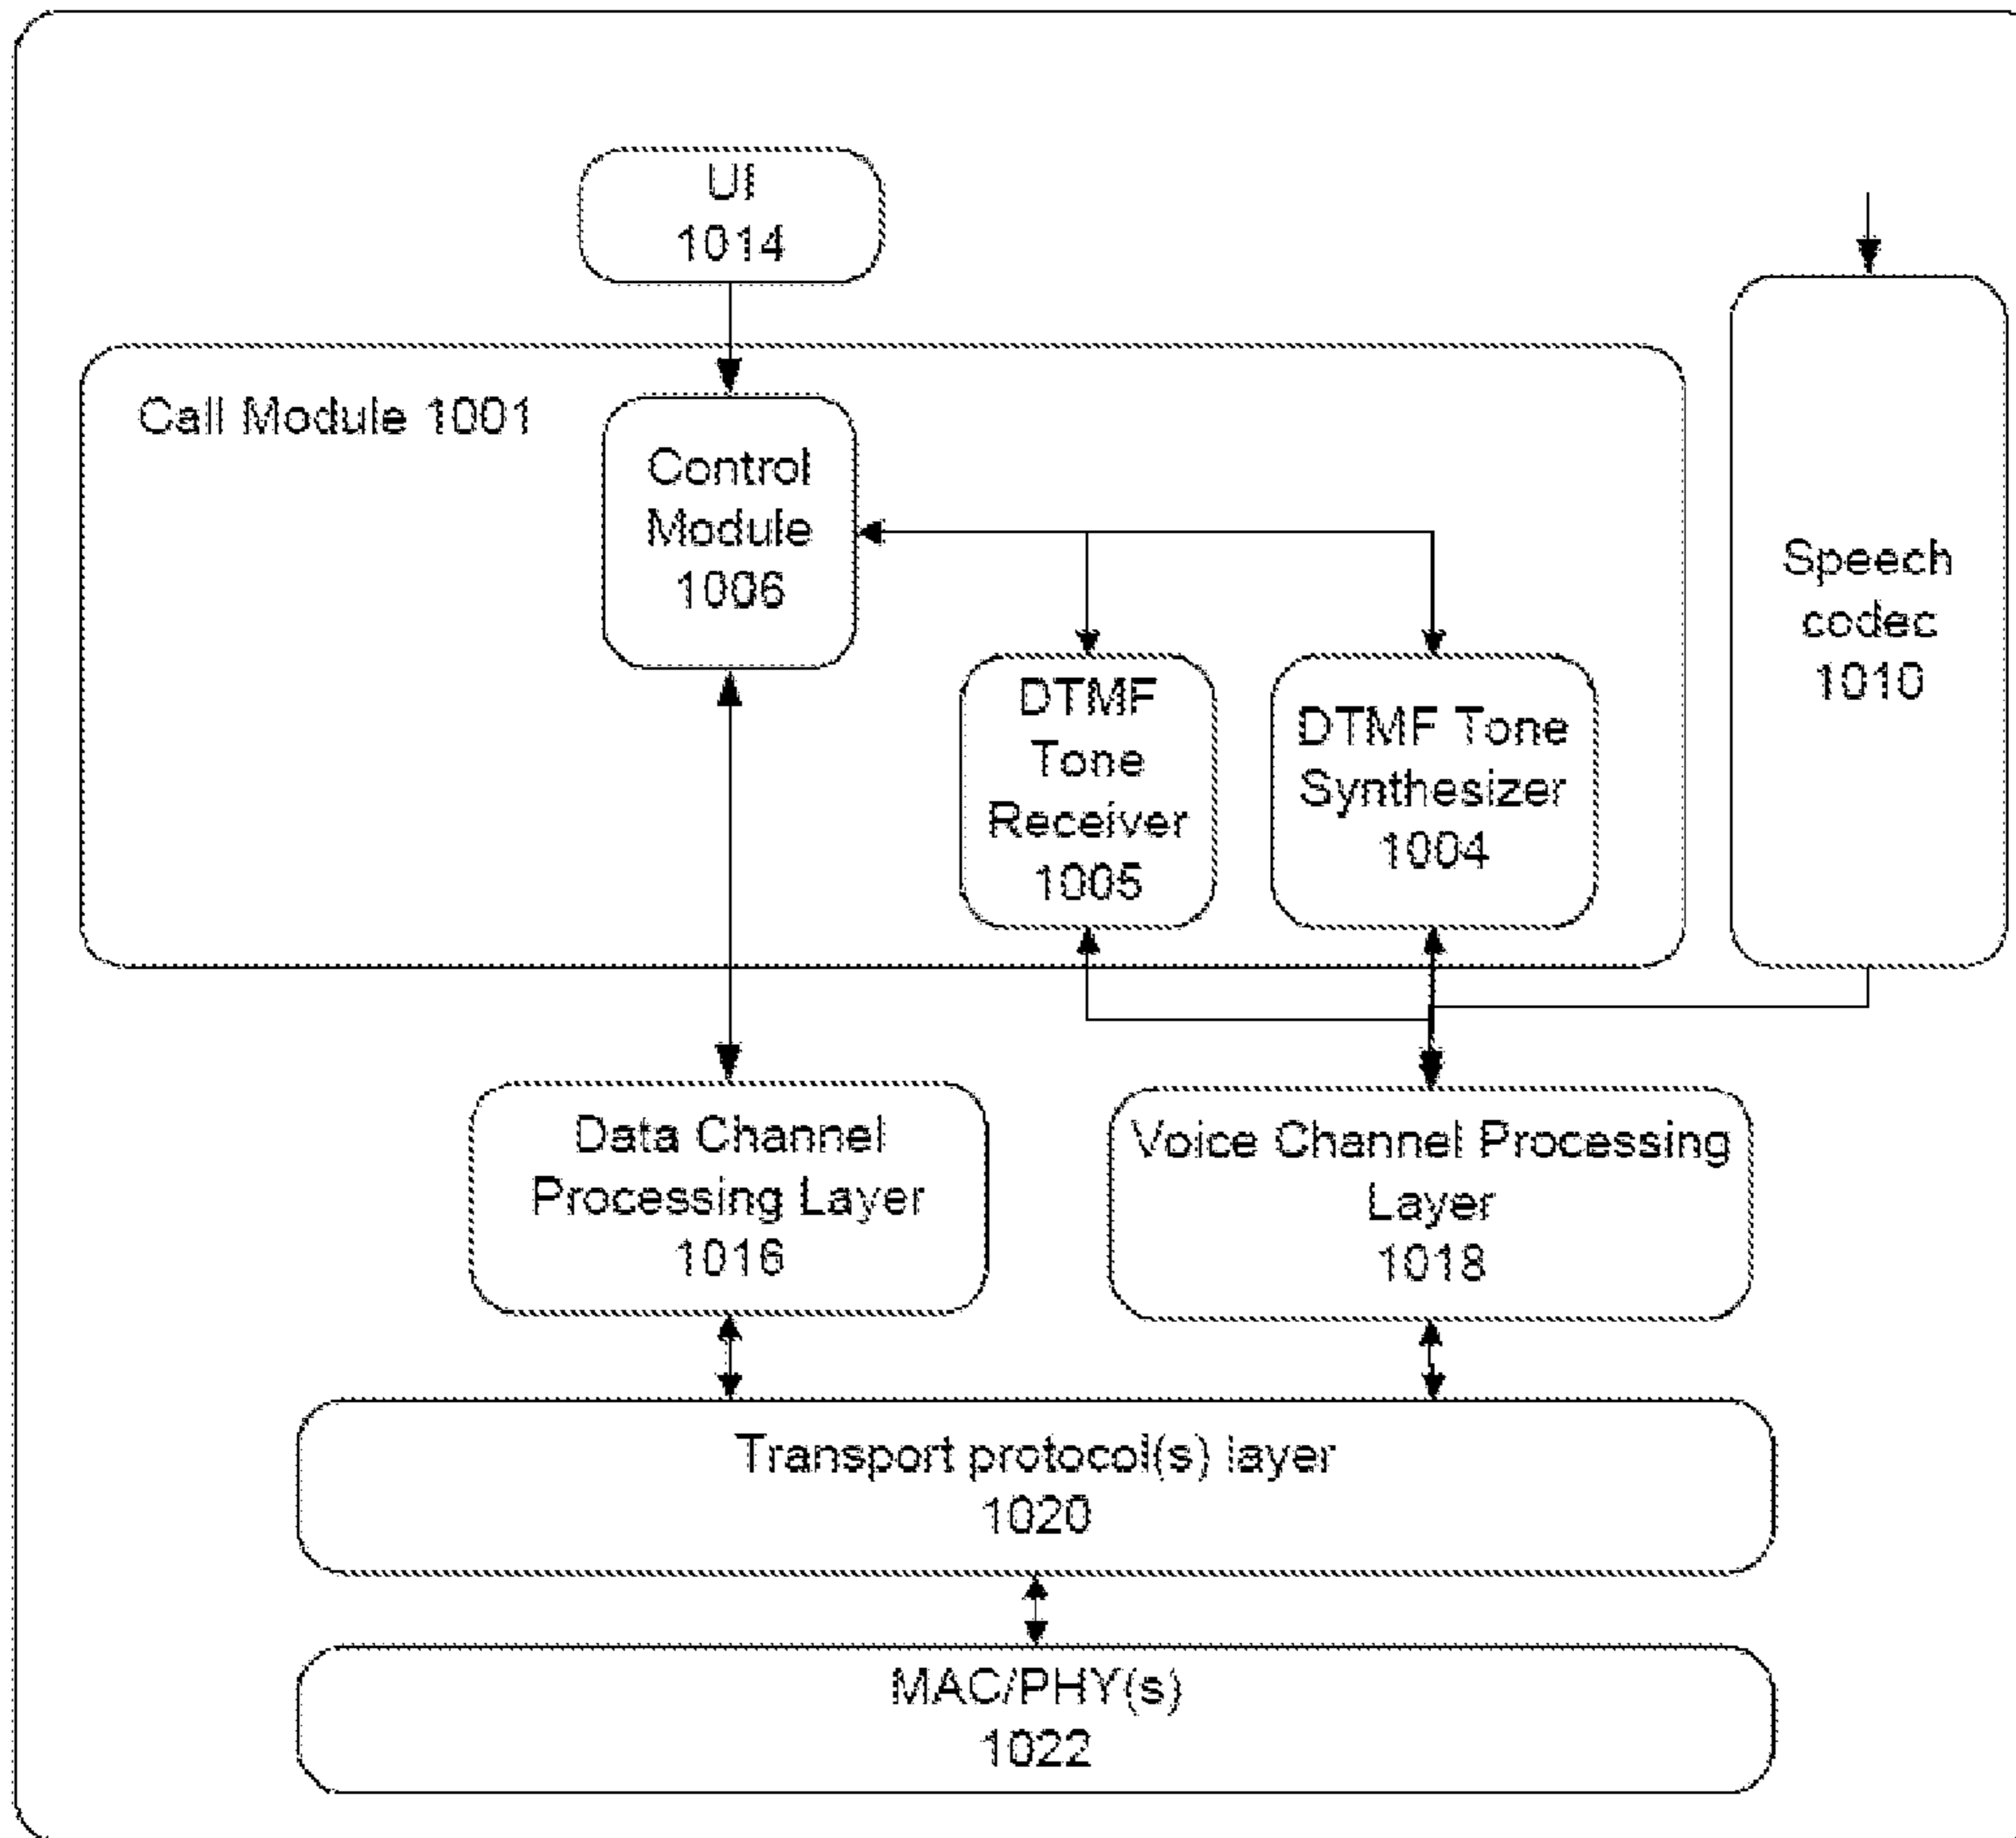 UI
1014
Call Module 1001
Control
Module
1006
Speech
codec
1010
DTMF
Tone
Receiver
1005
DTMF Tone
Synthesizer
1004
Data Channel
Processing Layer
1016
Voice Channel Processing
Layer
1018
Transport protocol(s) layer
1020
MAC/PHY(s)
1022